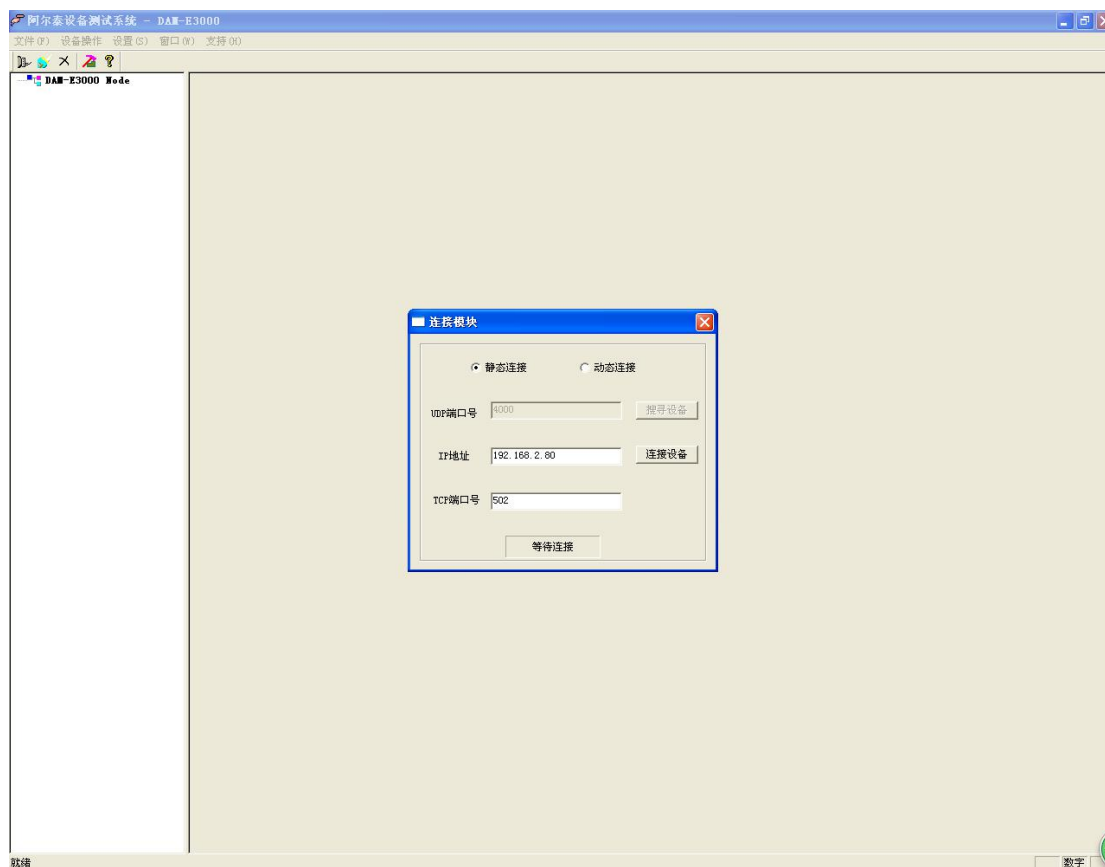 阿尔泰设备测试系统 - DAM-E3000
文件(F) 设备操作 设置(S) 窗口(W) 支持(H)
DAM-E3000 Node
连接模块
静态连接 动态连接
UDP端口号 4000 搜寻设备
IP地址 192.168.2.80 连接设备
TCP端口号 502
等待连接
就绪 数字